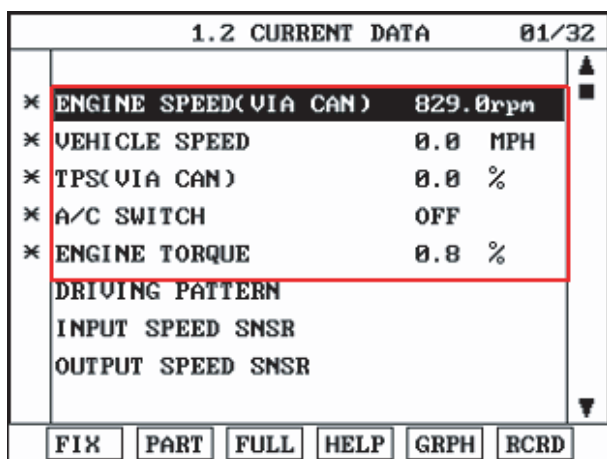 1.2 CURRENT DATA 01/32
* ENGINE SPEED(VIA CAN) 829.0rpm
* VEHICLE SPEED 0.0 MPH
* TPS(VIA CAN) 0.0 %
* A/C SWITCH OFF
* ENGINE TORQUE 0.8 %
DRIVING PATTERN
INPUT SPEED SNSR
OUTPUT SPEED SNSR
FIX PART FULL HELP GRPH RCRD